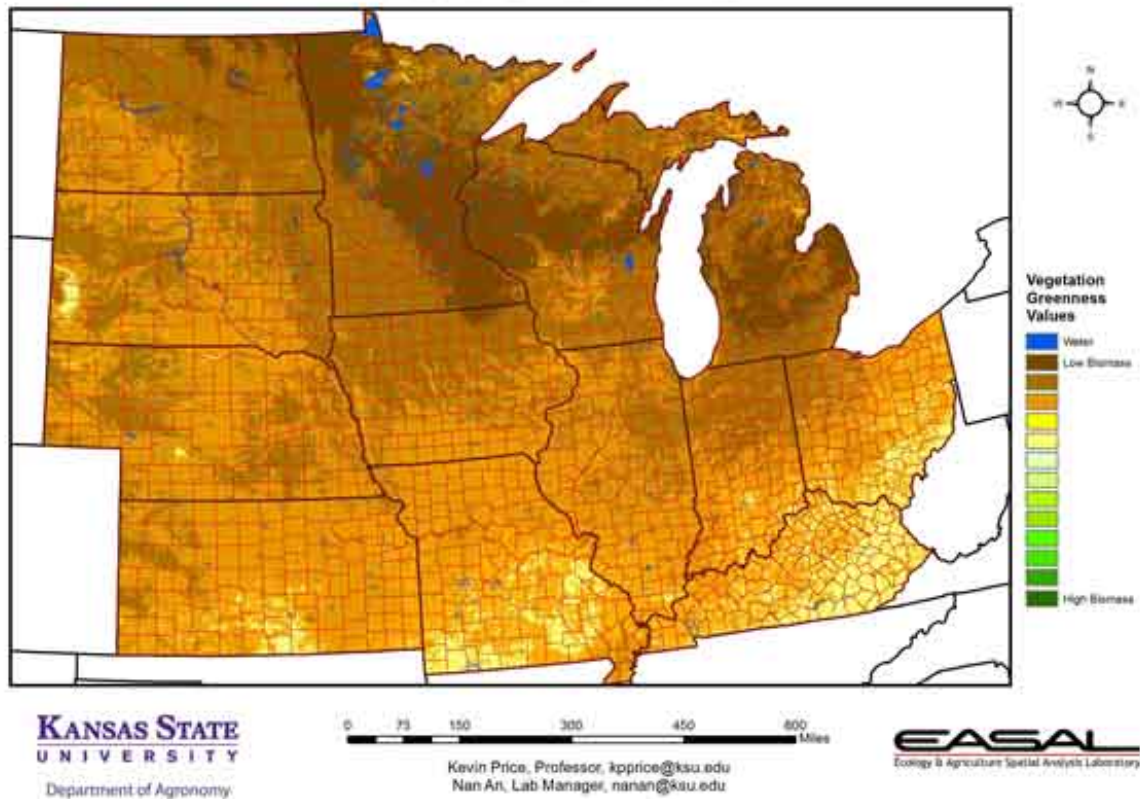 N
W E
S
Vegetation
Greenness
Values
Water
Low Biomass
High Biomass
KANSAS STATE
UNIVERSITY
Department of Agronomy
0 75 150 300 450 600
Miles
Kevin Price, Professor, kpprice@ksu.edu
Nan An, Lab Manager, nanan@ksu.edu
EASAL
Ecology & Agriculture Spatial Analysis Laboratory